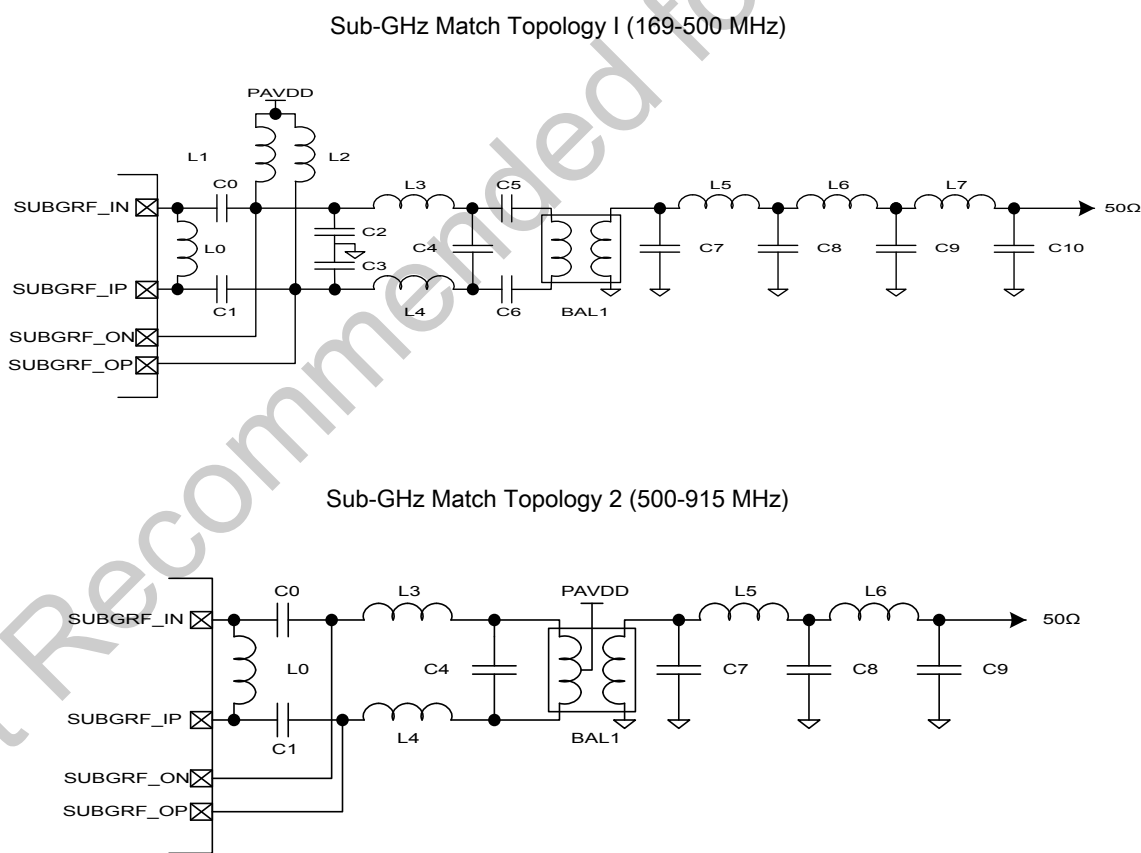 Sub-GHz Match Topology I (169-500 MHz)
PAVDD
L1
L2
C0
L3
C5
L5
L6
L7
SUBGRF_IN
50Ω
L0
C2
C3
C4
C7
C8
C9
C10
SUBGRF_IP
C1
L4
C6
BAL1
SUBGRF_ON
SUBGRF_OP
Sub-GHz Match Topology 2 (500-915 MHz)
C0
L3
PAVDD
L5
L6
SUBGRF_IN
50Ω
L0
C4
C7
C8
C9
SUBGRF_IP
C1
L4
BAL1
SUBGRF_ON
SUBGRF_OP
t Recommended fo